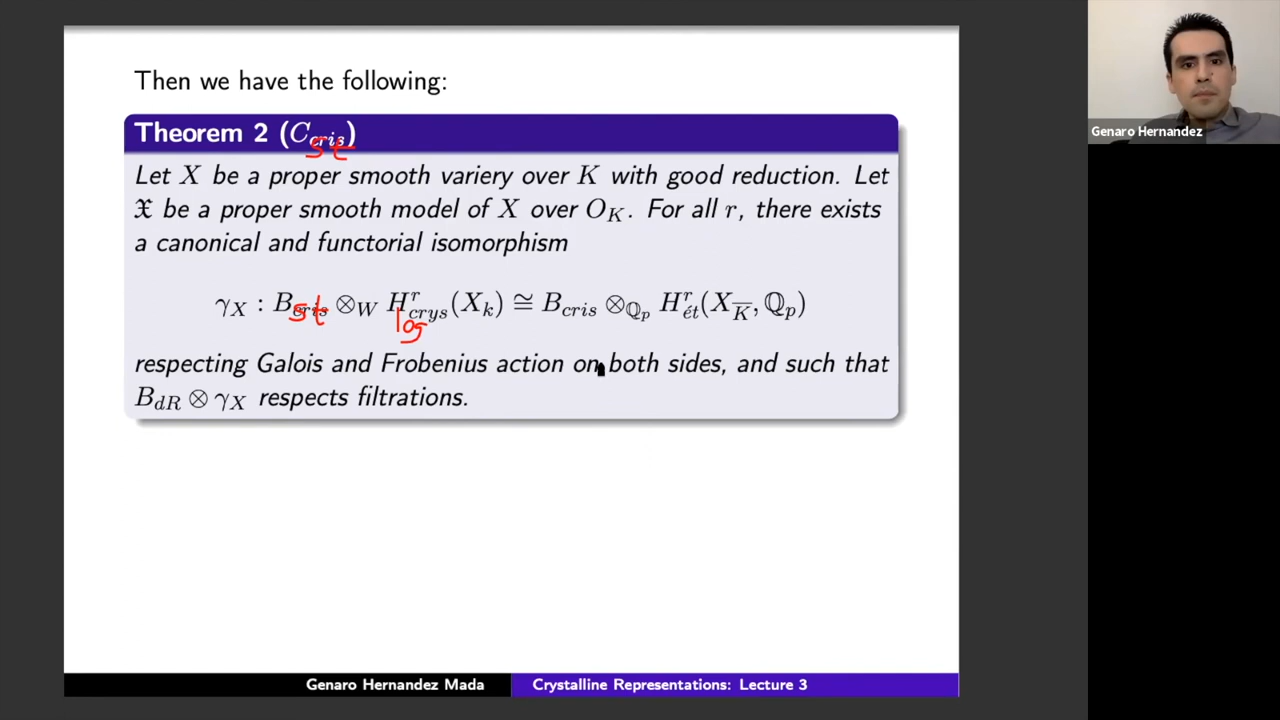 Then we have the following:
Theorem 2 (C_cris)
st
Let X be a proper smooth variery over K with good reduction. Let
𝔛 be a proper smooth model of X over O_K. For all r, there exists
a canonical and functorial isomorphism
γ_X : B_cris ⊗_W H^r_crys(X_k) ≅ B_cris ⊗_ℚp H^r_ét(X_K̅, ℚ_p)
st log
respecting Galois and Frobenius action on both sides, and such that
B_dR ⊗ γ_X respects filtrations.
Genaro Hernandez Mada Crystalline Representations: Lecture 3
Genaro Hernandez